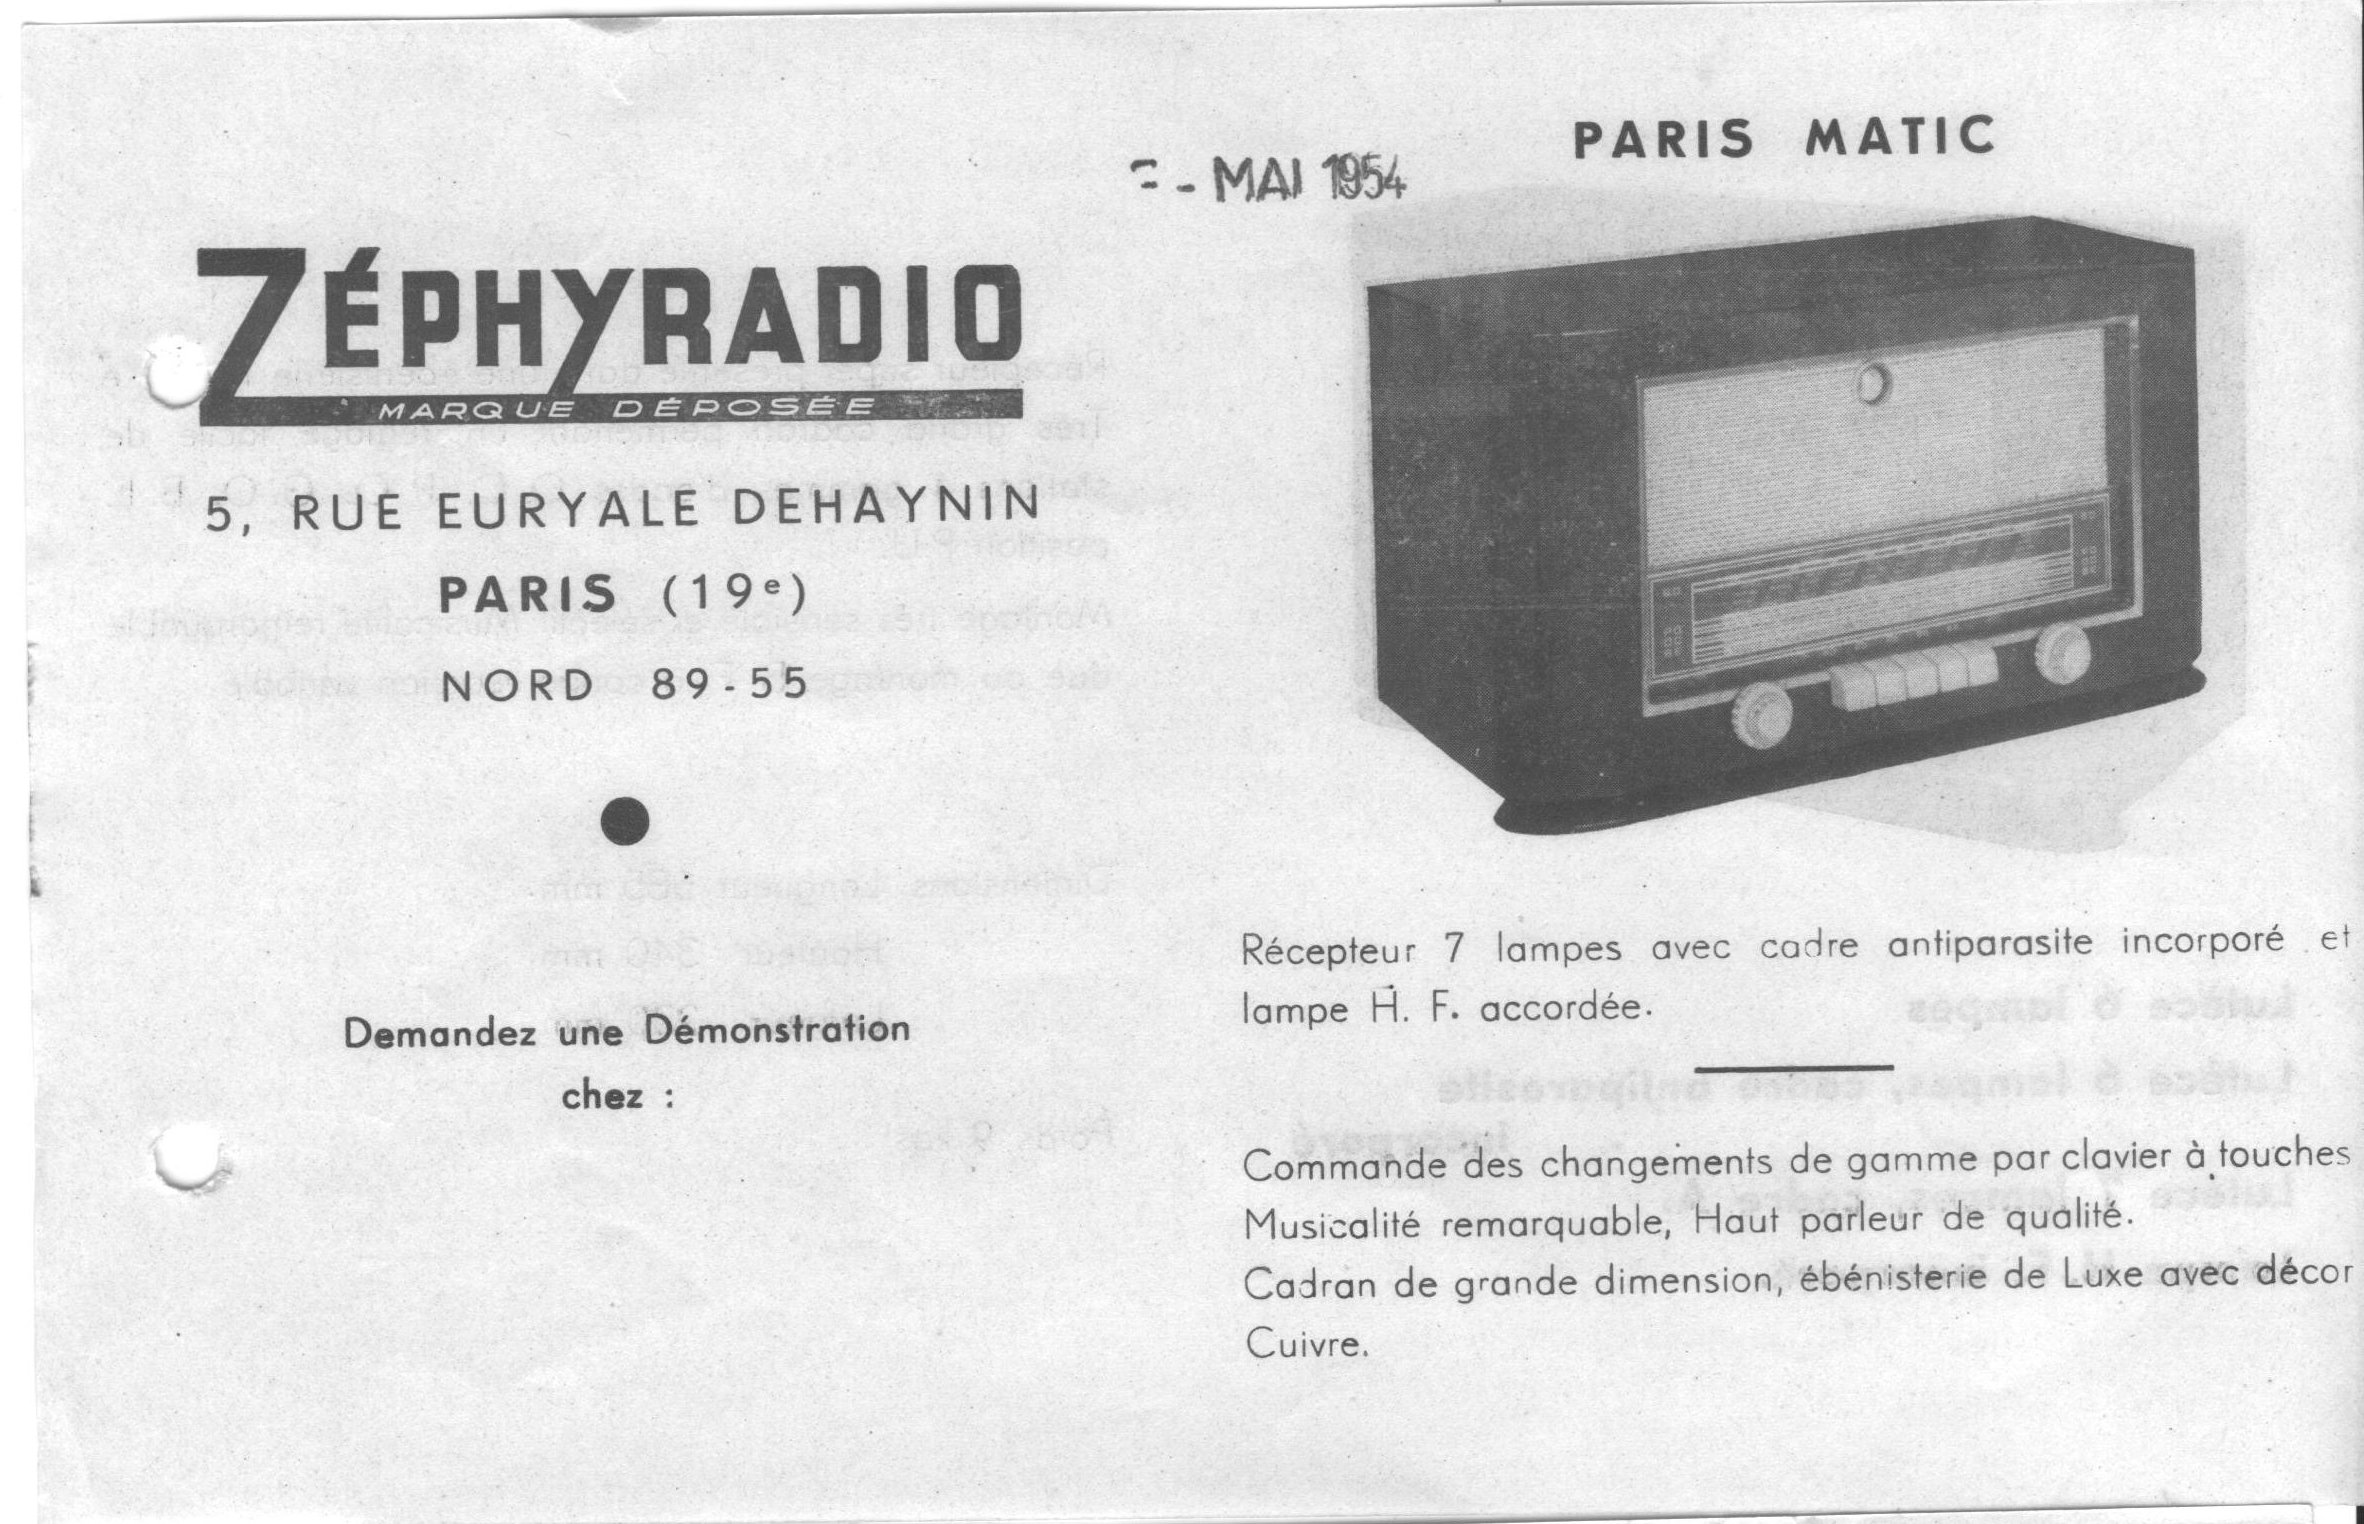 ZÉPHYRADIO
MARQUE DÉPOSÉE
5, RUE EURYALE DEHAYNIN
PARIS (19e)
NORD 89-55
Demandez une Démonstration
chez :
- MAI 1954
PARIS MATIC
Récepteur 7 lampes avec cadre antiparasite incorporé et
lampe H. F. accordée.
Commande des changements de gamme par clavier à touches
Musicalité remarquable, Haut parleur de qualité.
Cadran de grande dimension, ébénisterie de Luxe avec décor
Cuivre.